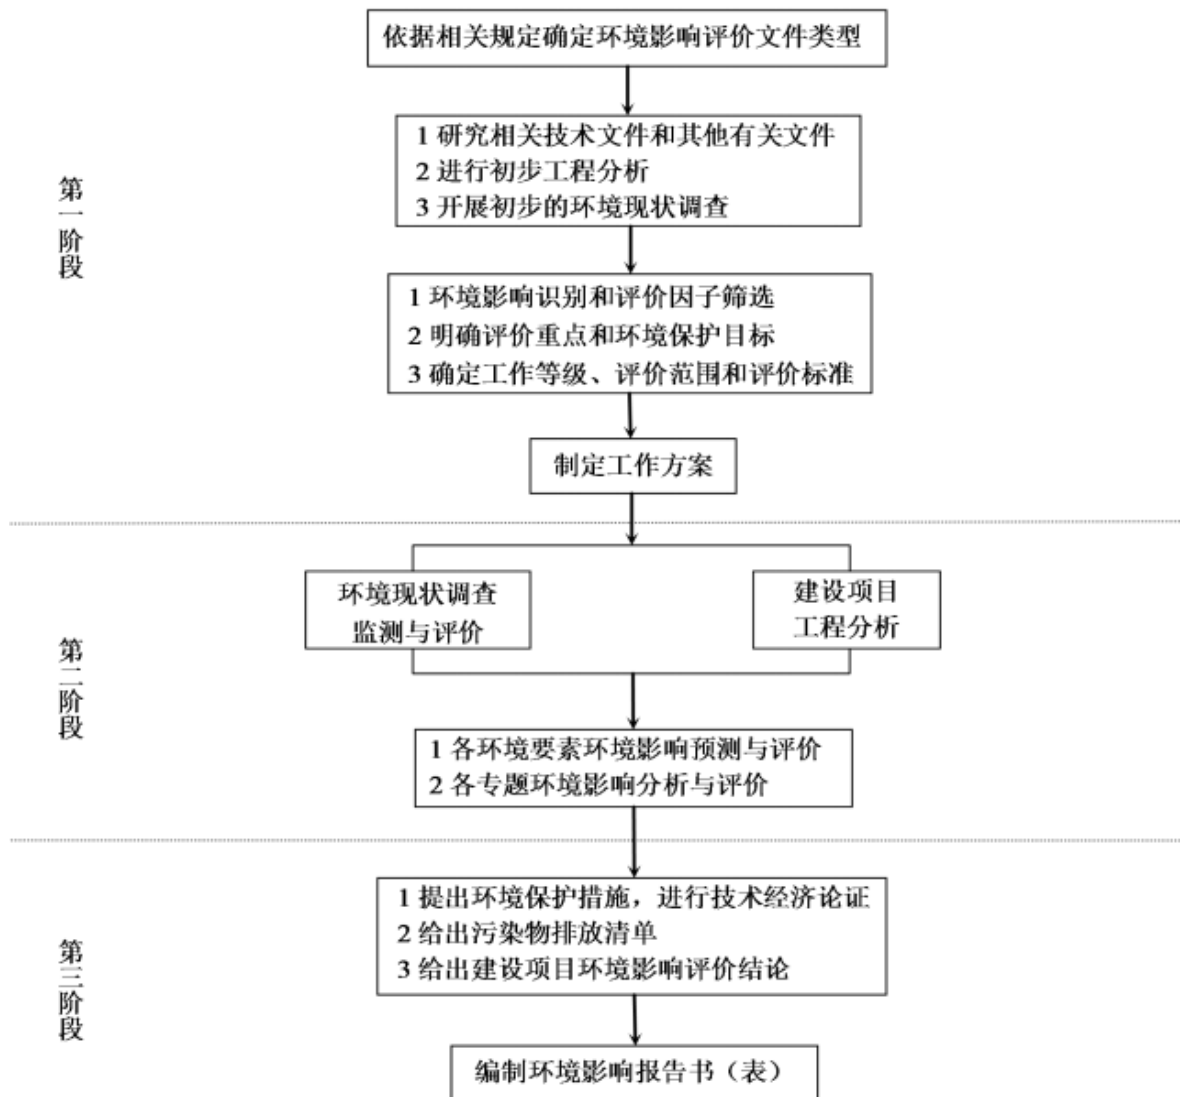 依据相关规定确定环境影响评价文件类型
1 研究相关技术文件和其他有关文件
2 进行初步工程分析
3 开展初步的环境现状调查
第一阶段
1 环境影响识别和评价因子筛选
2 明确评价重点和环境保护目标
3 确定工作等级、评价范围和评价标准
制定工作方案
环境现状调查
监测与评价
建设项目
工程分析
第二阶段
1 各环境要素环境影响预测与评价
2 各专题环境影响分析与评价
1 提出环境保护措施，进行技术经济论证
2 给出污染物排放清单
3 给出建设项目环境影响评价结论
第三阶段
编制环境影响报告书（表）